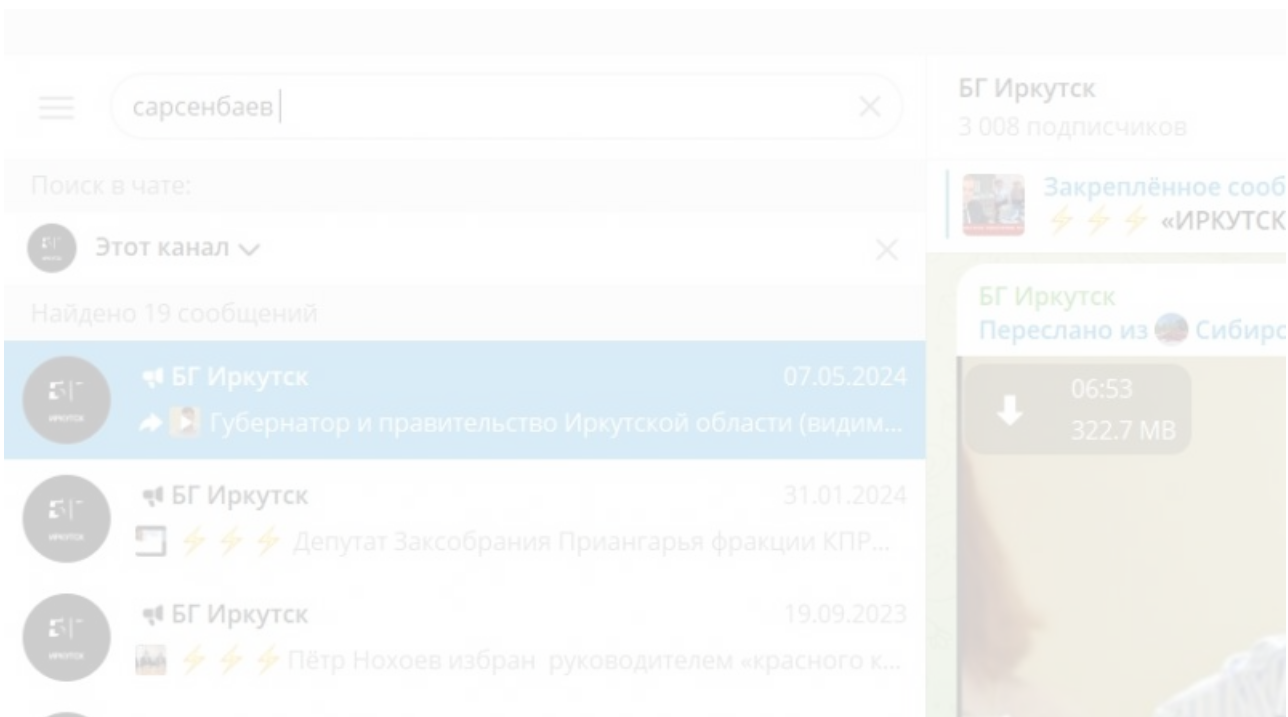 сарсенбаев
Поиск в чате:
Этот канал
Найдено 19 сообщений
БГ Иркутск 07.05.2024
Губернатор и правительство Иркутской области (видим...
БГ Иркутск 31.01.2024
Депутат Заксобрания Приангарья фракции КПР...
БГ Иркутск 19.09.2023
Пётр Нохоев избран руководителем «красного к...
БГ Иркутск
3 008 подписчиков
Закреплённое сооб
«ИРКУТСК
БГ Иркутск
Переслано из Сибирс
06:53
322.7 MB